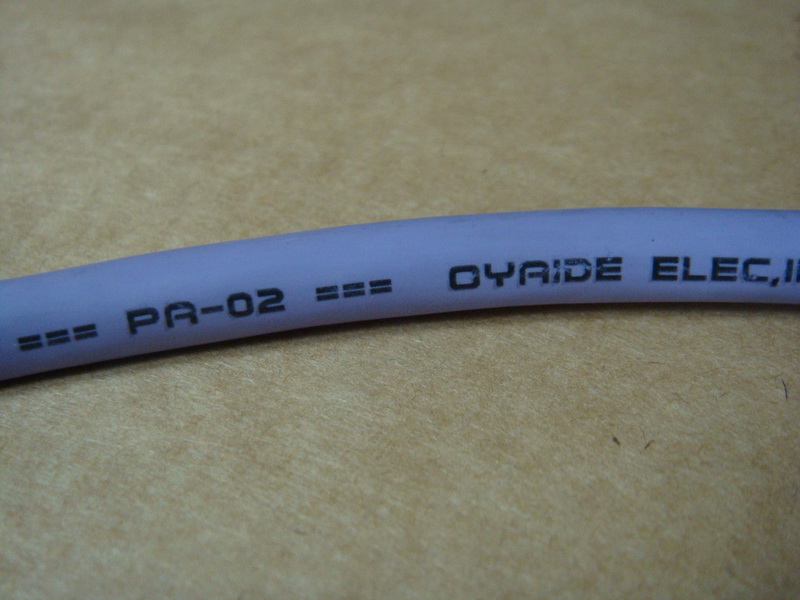 === PA-02 === OYAIDE ELEC,I